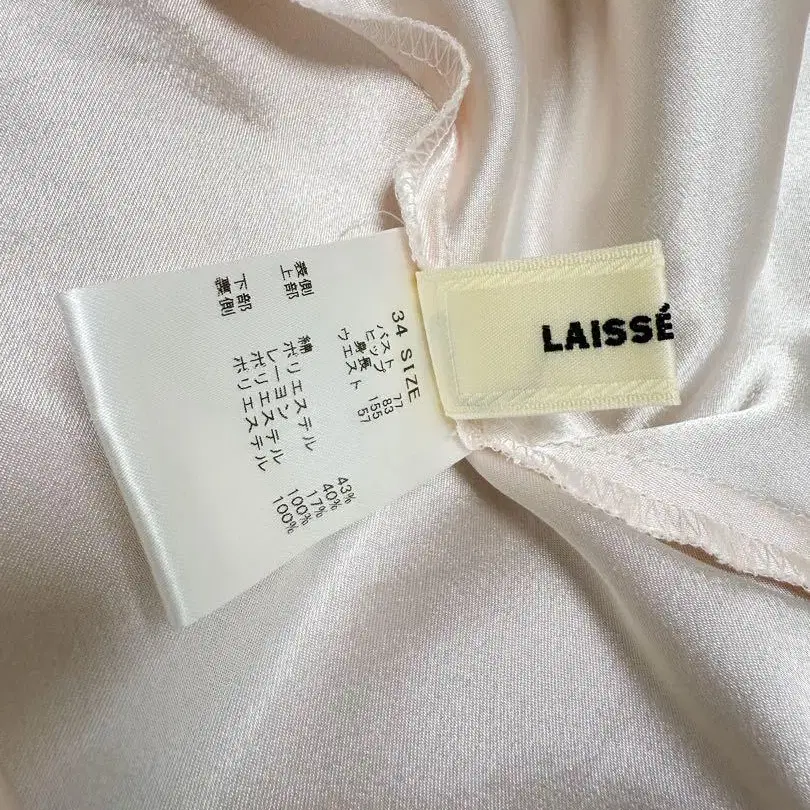 34 SIZE
バスト 77
ヒップ 83
身長 155
ウエスト 57
表側
上部 綿 43%
ポリエステル 40%
レーヨン 17%
下部 ポリエステル 100%
裏側 ポリエステル 100%
LAISSÉ